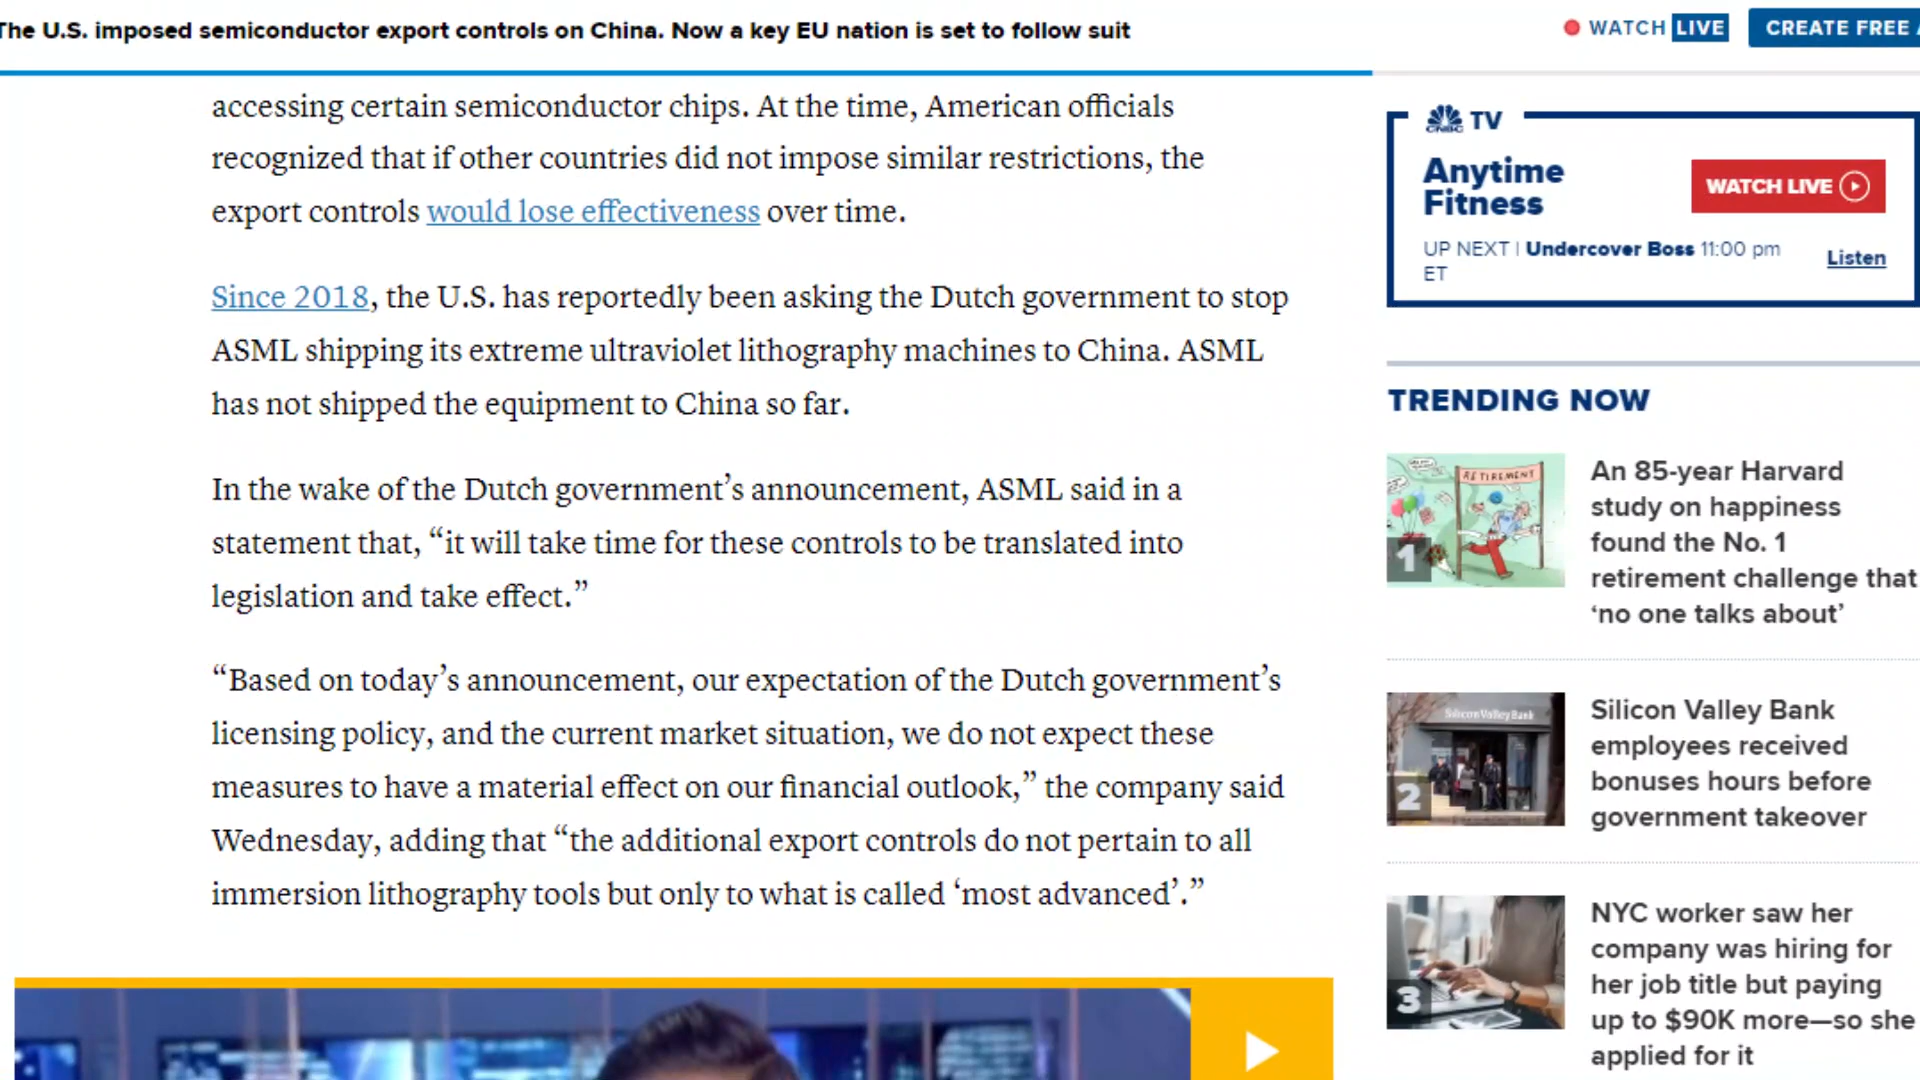 The U.S. imposed semiconductor export controls on China. Now a key EU nation is set to follow suit
WATCH LIVE
CREATE FREE
accessing certain semiconductor chips. At the time, American officials
recognized that if other countries did not impose similar restrictions, the
export controls would lose effectiveness over time.
Since 2018, the U.S. has reportedly been asking the Dutch government to stop
ASML shipping its extreme ultraviolet lithography machines to China. ASML
has not shipped the equipment to China so far.
In the wake of the Dutch government’s announcement, ASML said in a
statement that, “it will take time for these controls to be translated into
legislation and take effect.”
“Based on today’s announcement, our expectation of the Dutch government’s
licensing policy, and the current market situation, we do not expect these
measures to have a material effect on our financial outlook,” the company said
Wednesday, adding that “the additional export controls do not pertain to all
immersion lithography tools but only to what is called ‘most advanced’.”
CNBC TV
Anytime
Fitness
WATCH LIVE
UP NEXT | Undercover Boss 11:00 pm
ET
Listen
TRENDING NOW
RETIREMENT
1
An 85-year Harvard
study on happiness
found the No. 1
retirement challenge that
‘no one talks about’
Silicon Valley Bank
2
Silicon Valley Bank
employees received
bonuses hours before
government takeover
3
NYC worker saw her
company was hiring for
her job title but paying
up to $90K more—so she
applied for it